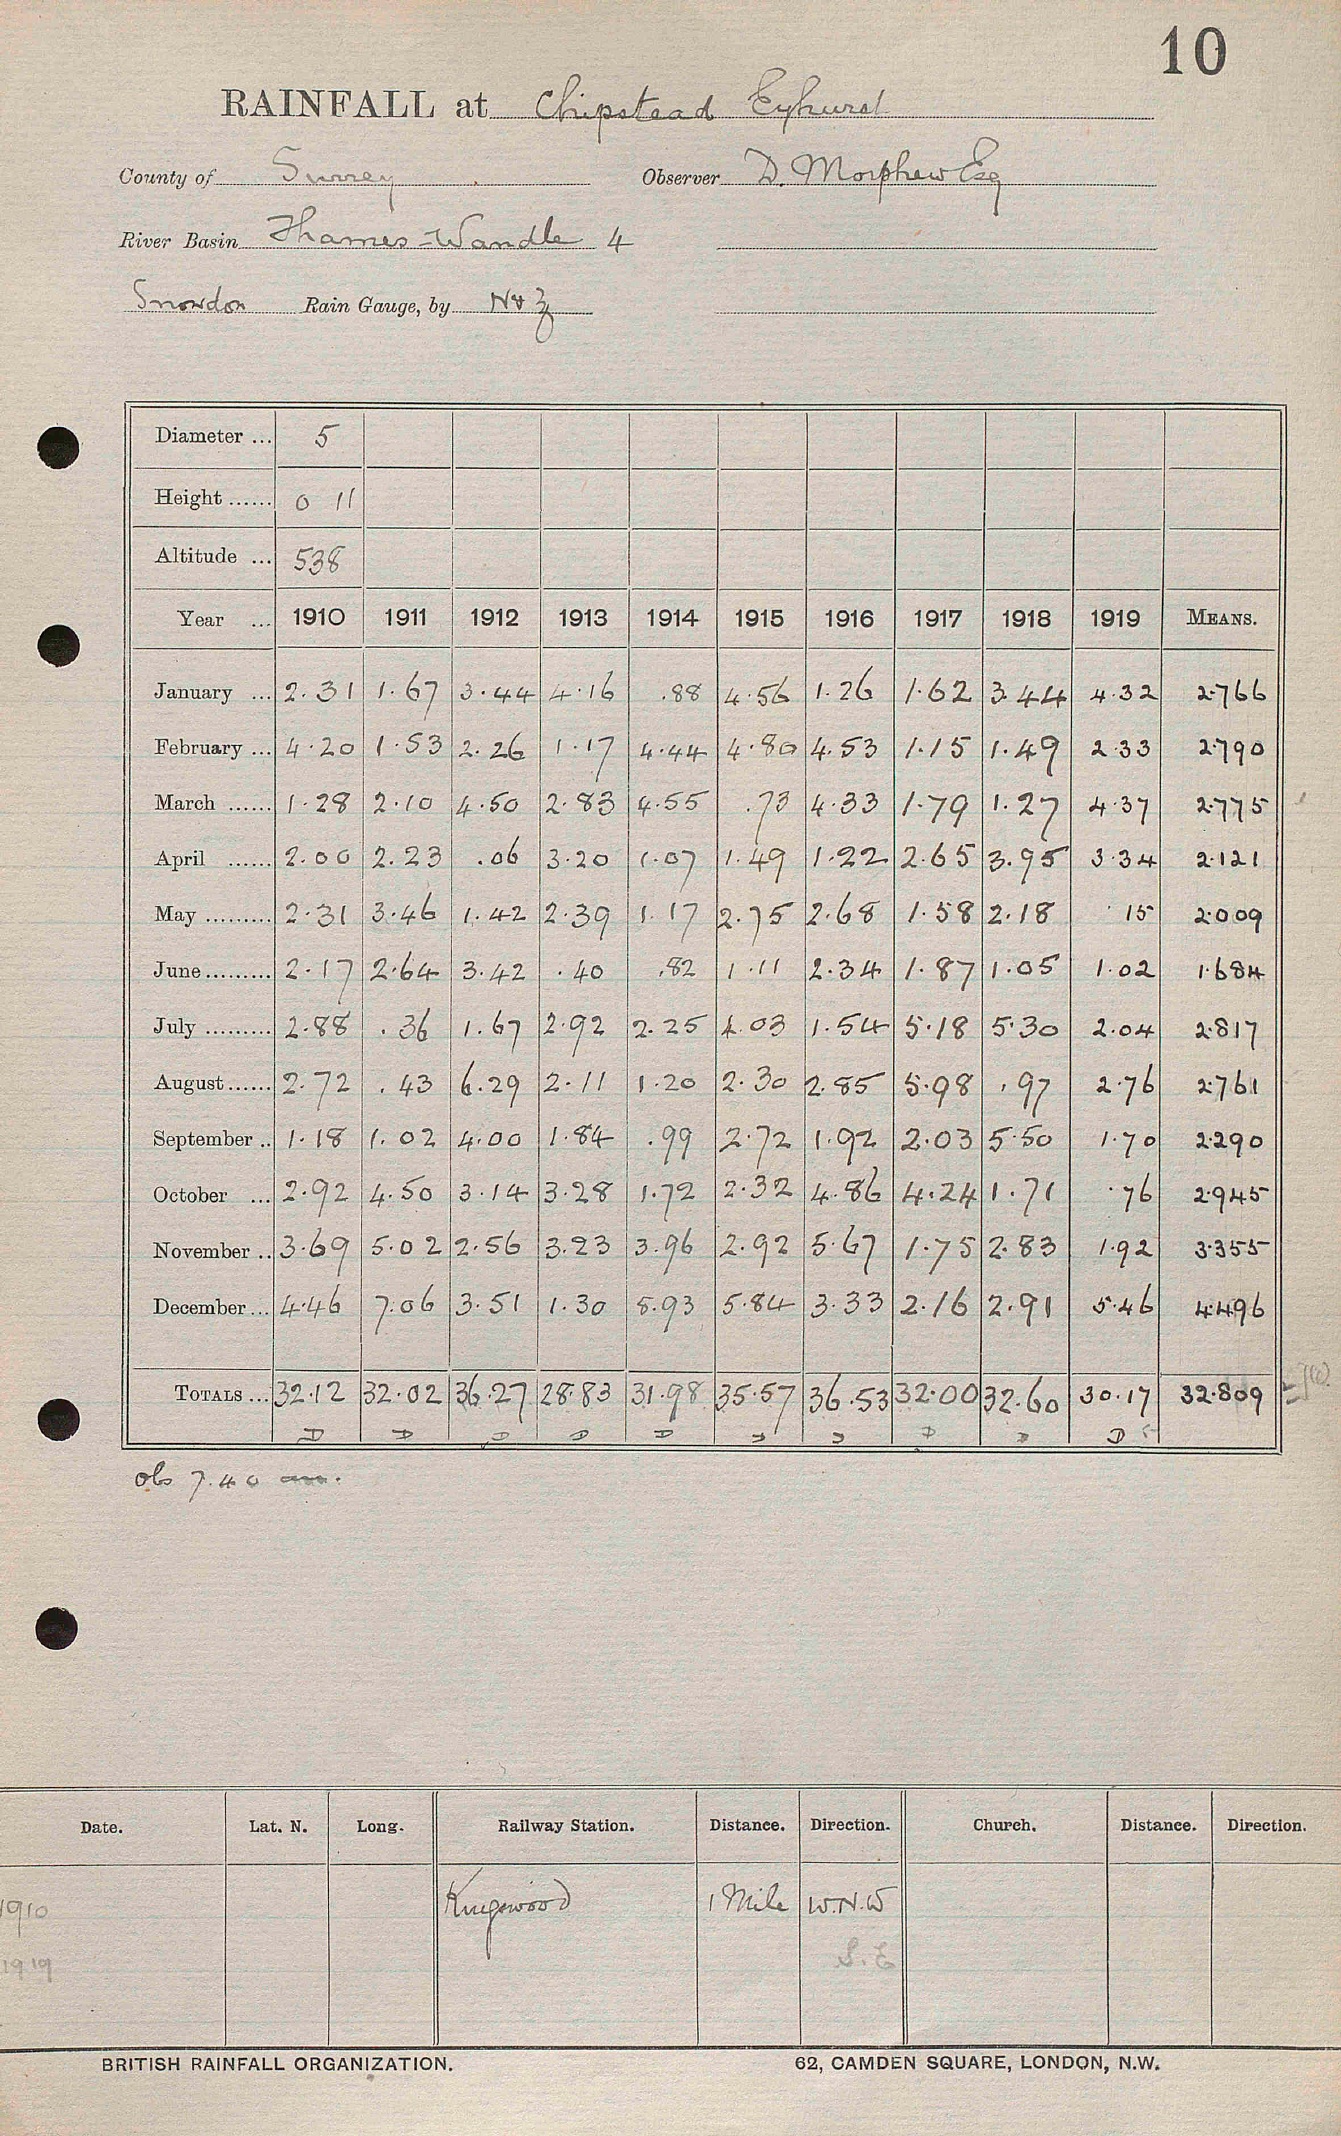 10
RAINFALL at Chipstead Eyhurst
County of Surrey Observer D. Morphew Esq
River Basin Thames-Wandle 4
Snowdon Rain Gauge, by N & Z
Diameter ... 5
Height ...... 0 11
Altitude ... 538
Year ... 1910 1911 1912 1913 1914 1915 1916 1917 1918 1919 MEANS.
January ... 2.31 1.67 3.44 4.16 .88 4.56 1.26 1.62 3.44 4.32 2.766
February ... 4.20 1.53 2.26 1.17 4.44 4.80 4.53 1.15 1.49 2.33 2.790
March ...... 1.28 2.10 4.50 2.83 4.55 .73 4.33 1.79 1.27 4.37 2.775
April ...... 2.00 2.23 .06 3.20 1.07 1.49 1.22 2.65 3.95 3.34 2.121
May ......... 2.31 3.46 1.42 2.39 1.17 2.75 2.68 1.58 2.18 .15 2.009
June ......... 2.17 2.64 3.42 .40 .82 1.11 2.34 1.87 1.05 1.02 1.684
July ......... 2.88 .36 1.67 2.92 2.25 4.03 1.54 5.18 5.30 2.04 2.817
August ...... 2.72 .43 6.29 2.11 1.20 2.30 2.85 5.98 .97 2.76 2.761
September .. 1.18 1.02 4.00 1.84 .99 2.72 1.92 2.03 5.50 1.70 2.290
October ... 2.92 4.50 3.14 3.28 1.72 2.32 4.86 4.24 1.71 .76 2.945
November .. 3.69 5.02 2.56 3.23 3.96 2.92 5.67 1.75 2.83 1.92 3.355
December ... 4.46 7.06 3.51 1.30 8.93 5.84 3.33 2.16 2.91 5.46 4.496
TOTALS ... 32.12 32.02 36.27 28.83 31.98 35.57 36.53 32.00 32.60 30.17 32.809
D D D D D D D D
obs 7.40 am.
Date. Lat. N. Long. Railway Station. Distance. Direction. Church. Distance. Direction.
1910 Kingswood 1 Mile W.N.W
1919
BRITISH RAINFALL ORGANIZATION. 62, CAMDEN SQUARE, LONDON, N.W.